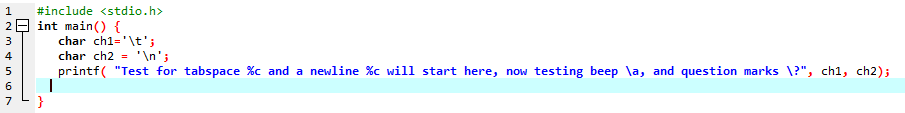 1 #include <stdio.h>
2 int main() {
3 char ch1='\t';
4 char ch2 = '\n';
5 printf( "Test for tabspace %c and a newline %c will start here, now testing beep \a, and question marks \?", ch1, ch2);
6
7 }